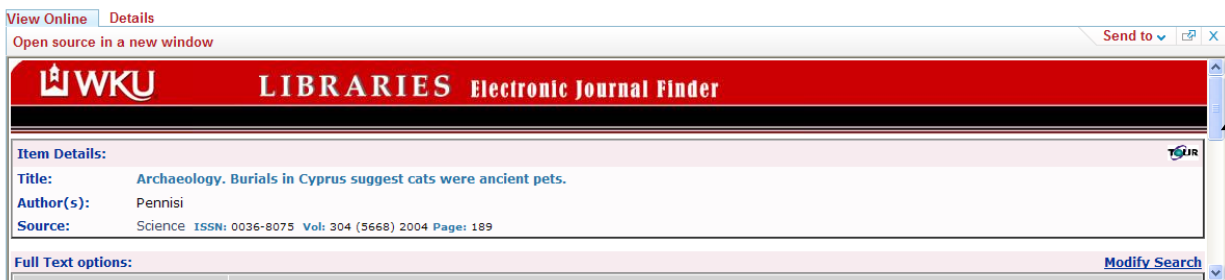 View Online Details
Open source in a new window Send to X
WKU LIBRARIES Electronic Journal Finder
Item Details: TOUR
Title: Archaeology. Burials in Cyprus suggest cats were ancient pets.
Author(s): Pennisi
Source: Science ISSN: 0036-8075 Vol: 304 (5668) 2004 Page: 189
Full Text options: Modify Search